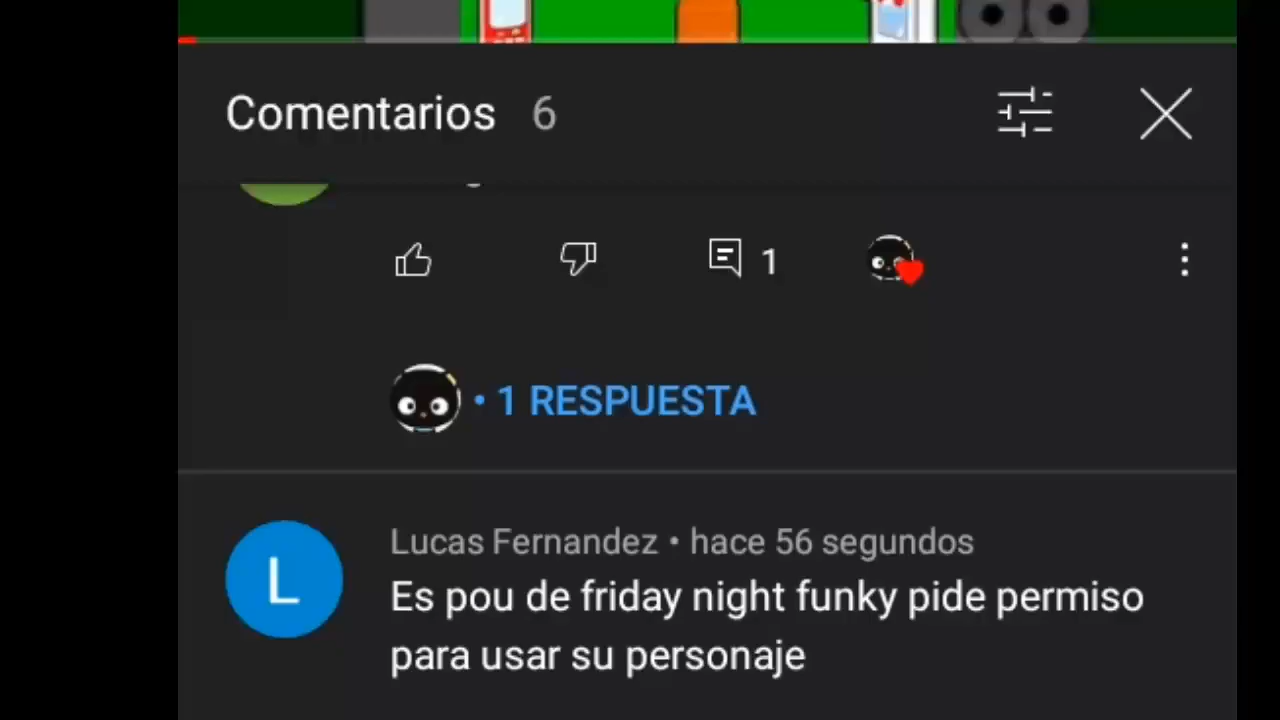 Comentarios 6
1
• 1 RESPUESTA
L
Lucas Fernandez • hace 56 segundos
Es pou de friday night funky pide permiso
para usar su personaje